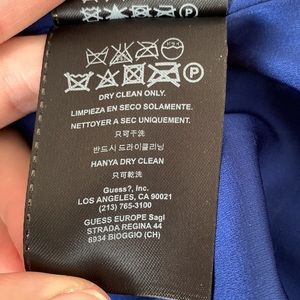 P
DRY CLEAN ONLY.
LIMPIEZA EN SECO SOLAMENTE.
NETTOYER A SEC UNIQUEMENT.
只可干洗
반드시 드라이클리닝
HANYA DRY CLEAN
只可乾洗
Guess?, Inc.
LOS ANGELES, CA 90021
(213) 765-3100
GUESS EUROPE Sagl
STRADA REGINA 44
6934 BIOGGIO (CH)